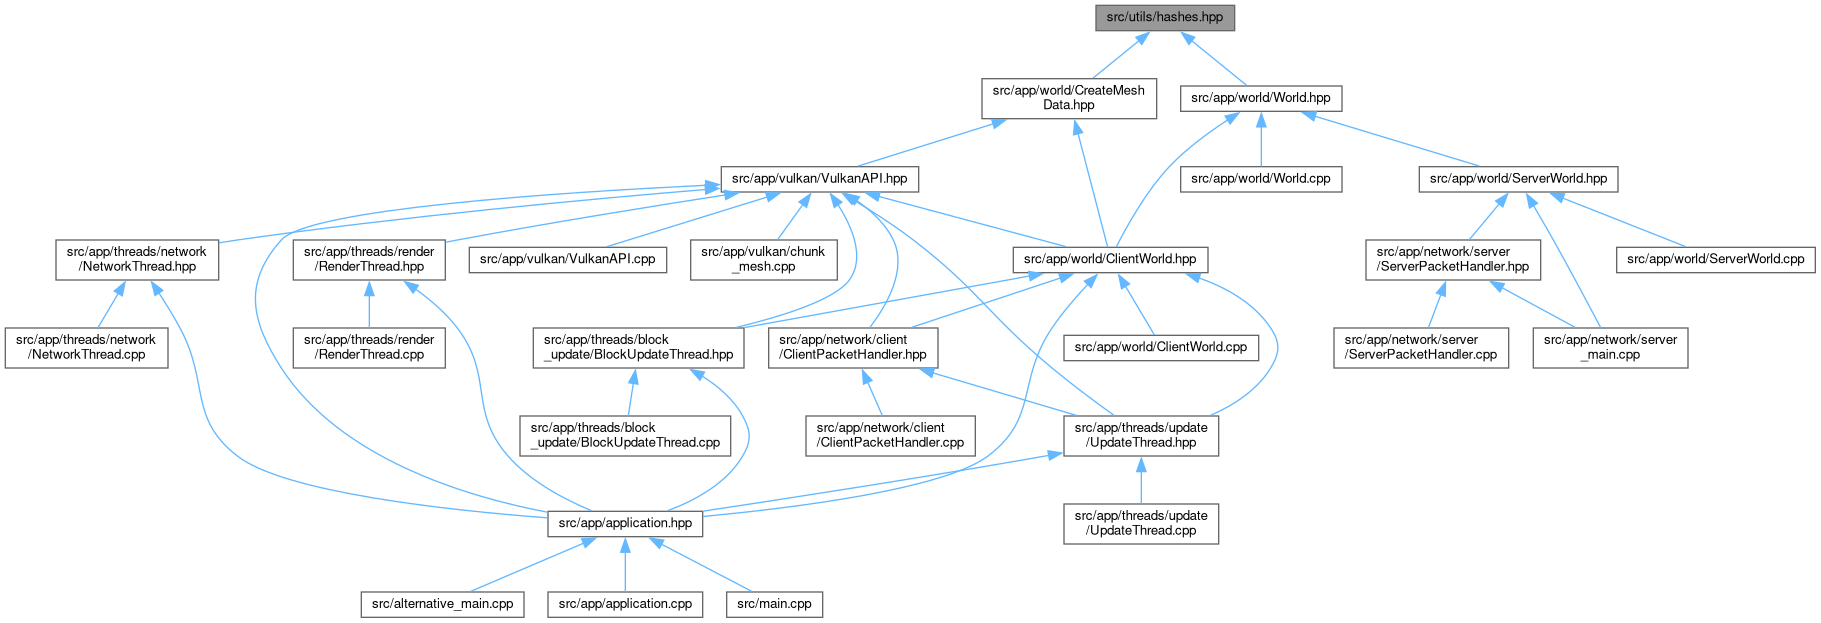 src/utils/hashes.hpp
src/app/world/CreateMesh
Data.hpp
src/app/world/World.hpp
src/app/vulkan/VulkanAPI.hpp
src/app/world/World.cpp
src/app/world/ServerWorld.hpp
src/app/threads/network
/NetworkThread.hpp
src/app/threads/render
/RenderThread.hpp
src/app/vulkan/VulkanAPI.cpp
src/app/vulkan/chunk
_mesh.cpp
src/app/world/ClientWorld.hpp
src/app/network/server
/ServerPacketHandler.hpp
src/app/world/ServerWorld.cpp
src/app/threads/network
/NetworkThread.cpp
src/app/threads/render
/RenderThread.cpp
src/app/threads/block
_update/BlockUpdateThread.hpp
src/app/network/client
/ClientPacketHandler.hpp
src/app/world/ClientWorld.cpp
src/app/network/server
/ServerPacketHandler.cpp
src/app/network/server
_main.cpp
src/app/threads/block
_update/BlockUpdateThread.cpp
src/app/network/client
/ClientPacketHandler.cpp
src/app/threads/update
/UpdateThread.hpp
src/app/application.hpp
src/app/threads/update
/UpdateThread.cpp
src/alternative_main.cpp
src/app/application.cpp
src/main.cpp